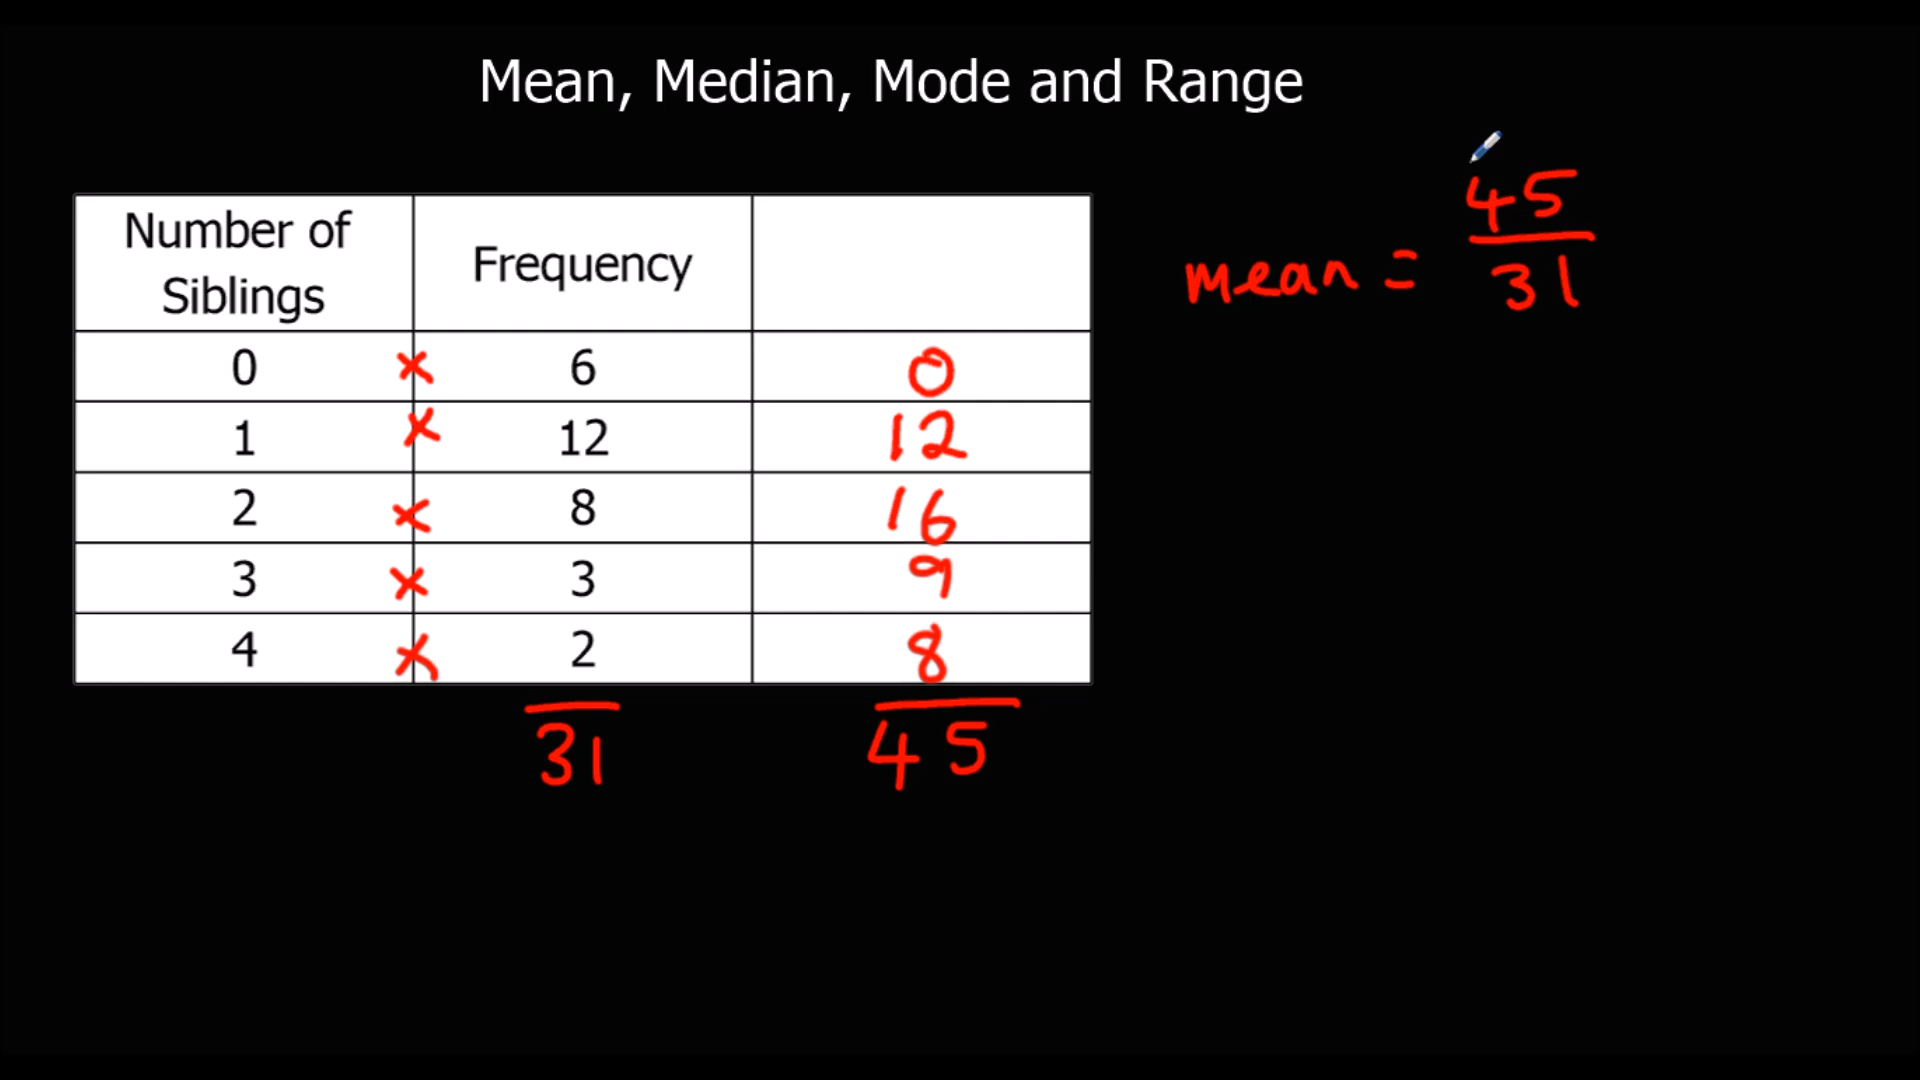 Mean, Median, Mode and Range
Number of Siblings Frequency
0 × 6 0
1 × 12 12
2 × 8 16
3 × 3 9
4 × 2 8
31 45
mean = 45
31